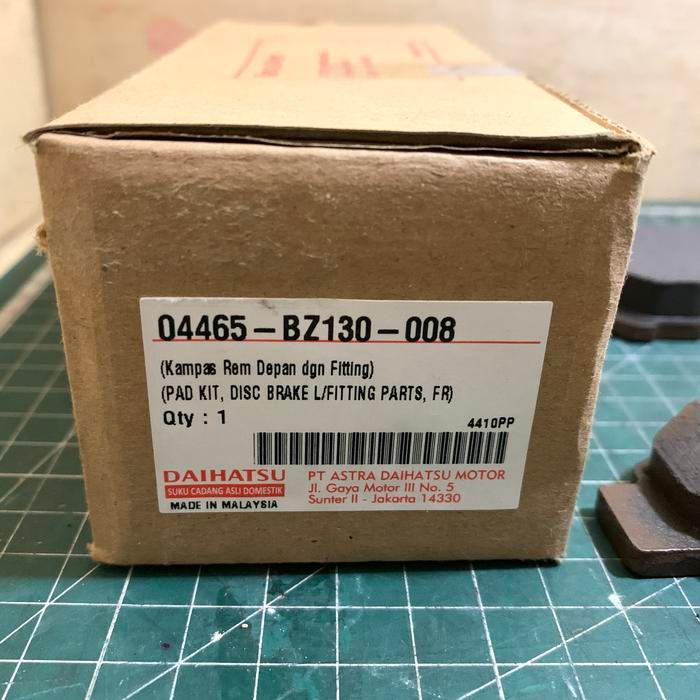 04465-BZ130-008
(Kampas Rem Depan dgn Fitting)
(PAD KIT, DISC BRAKE L/FITTING PARTS, FR)
Qty : 1
4410PP
DAIHATSU
SUKU CADANG ASLI DOMESTIK
MADE IN MALAYSIA
PT ASTRA DAIHATSU MOTOR
Jl. Gaya Motor III No. 5
Sunter II - Jakarta 14330